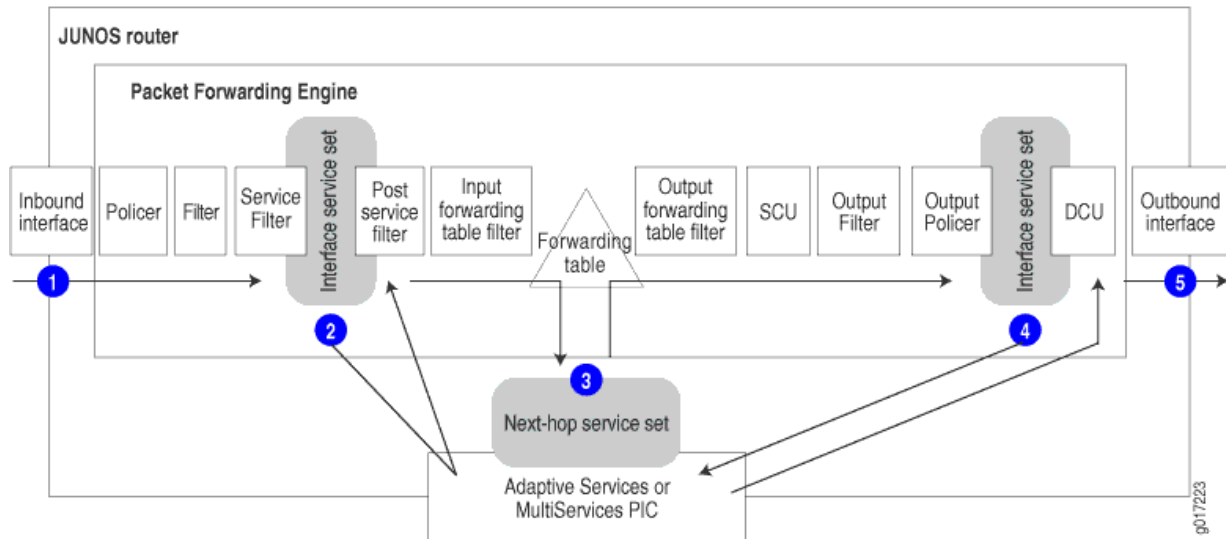 JUNOS router
Packet Forwarding Engine
Inbound
interface
Policer
Filter
Service
Filter
Interface service set
Post
service
filter
Input
forwarding
table filter
Forwarding
table
Output
forwarding
table filter
SCU
Output
Filter
Output
Policer
Interface service set
DCU
Outbound
interface
1
2
3
4
5
Next-hop service set
Adaptive Services or
MultiServices PIC
g017223